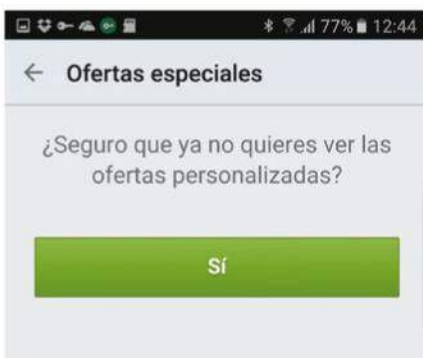 77% 12:44
Ofertas especiales
¿Seguro que ya no quieres ver las
ofertas personalizadas?
Sí